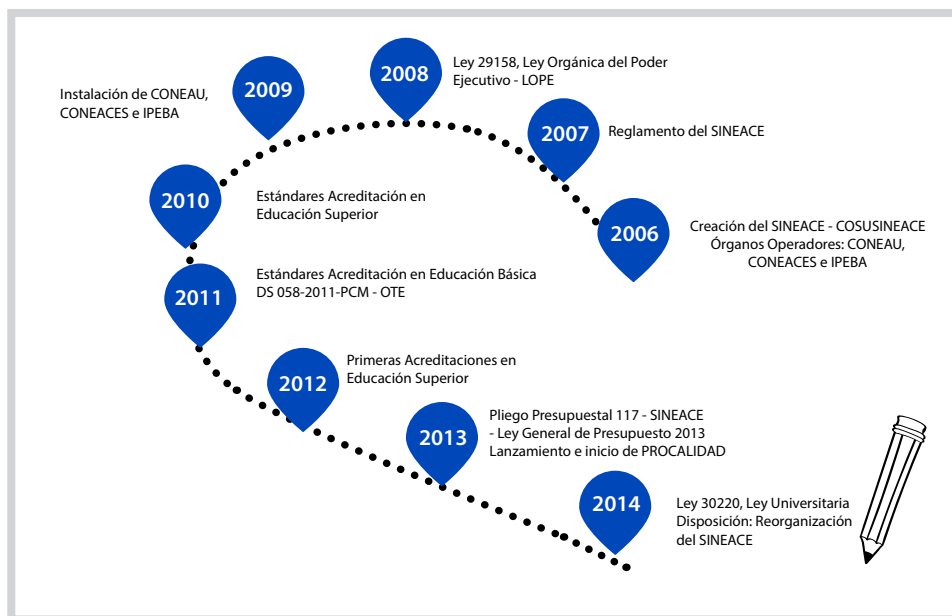 2008
Ley 29158, Ley Orgánica del Poder
Ejecutivo - LOPE
2009
Instalación de CONEAU,
CONEACES e IPEBA
2007
Reglamento del SINEACE
2010
Estándares Acreditación en
Educación Superior
2006
Creación del SINEACE - COSUSINEACE
Órganos Operadores: CONEAU,
CONEACES e IPEBA
2011
Estándares Acreditación en Educación Básica
DS 058-2011-PCM - OTE
2012
Primeras Acreditaciones en
Educación Superior
2013
Pliego Presupuestal 117 - SINEACE
- Ley General de Presupuesto 2013
Lanzamiento e inicio de PROCALIDAD
2014
Ley 30220, Ley Universitaria
Disposición: Reorganización
del SINEACE